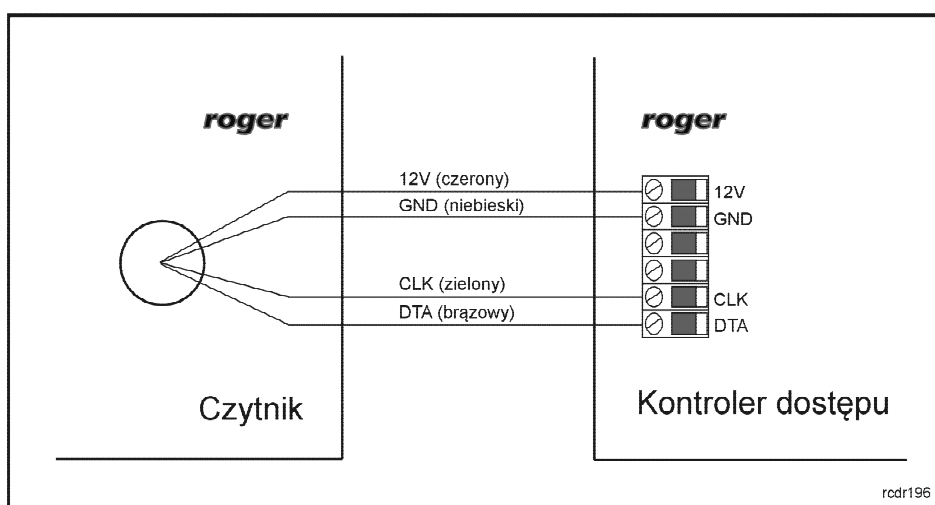 roger
roger
12V (czerony)
12V
GND (niebieski)
GND
CLK (zielony)
CLK
DTA (brązowy)
DTA
Czytnik
Kontroler dostępu
rcdr196